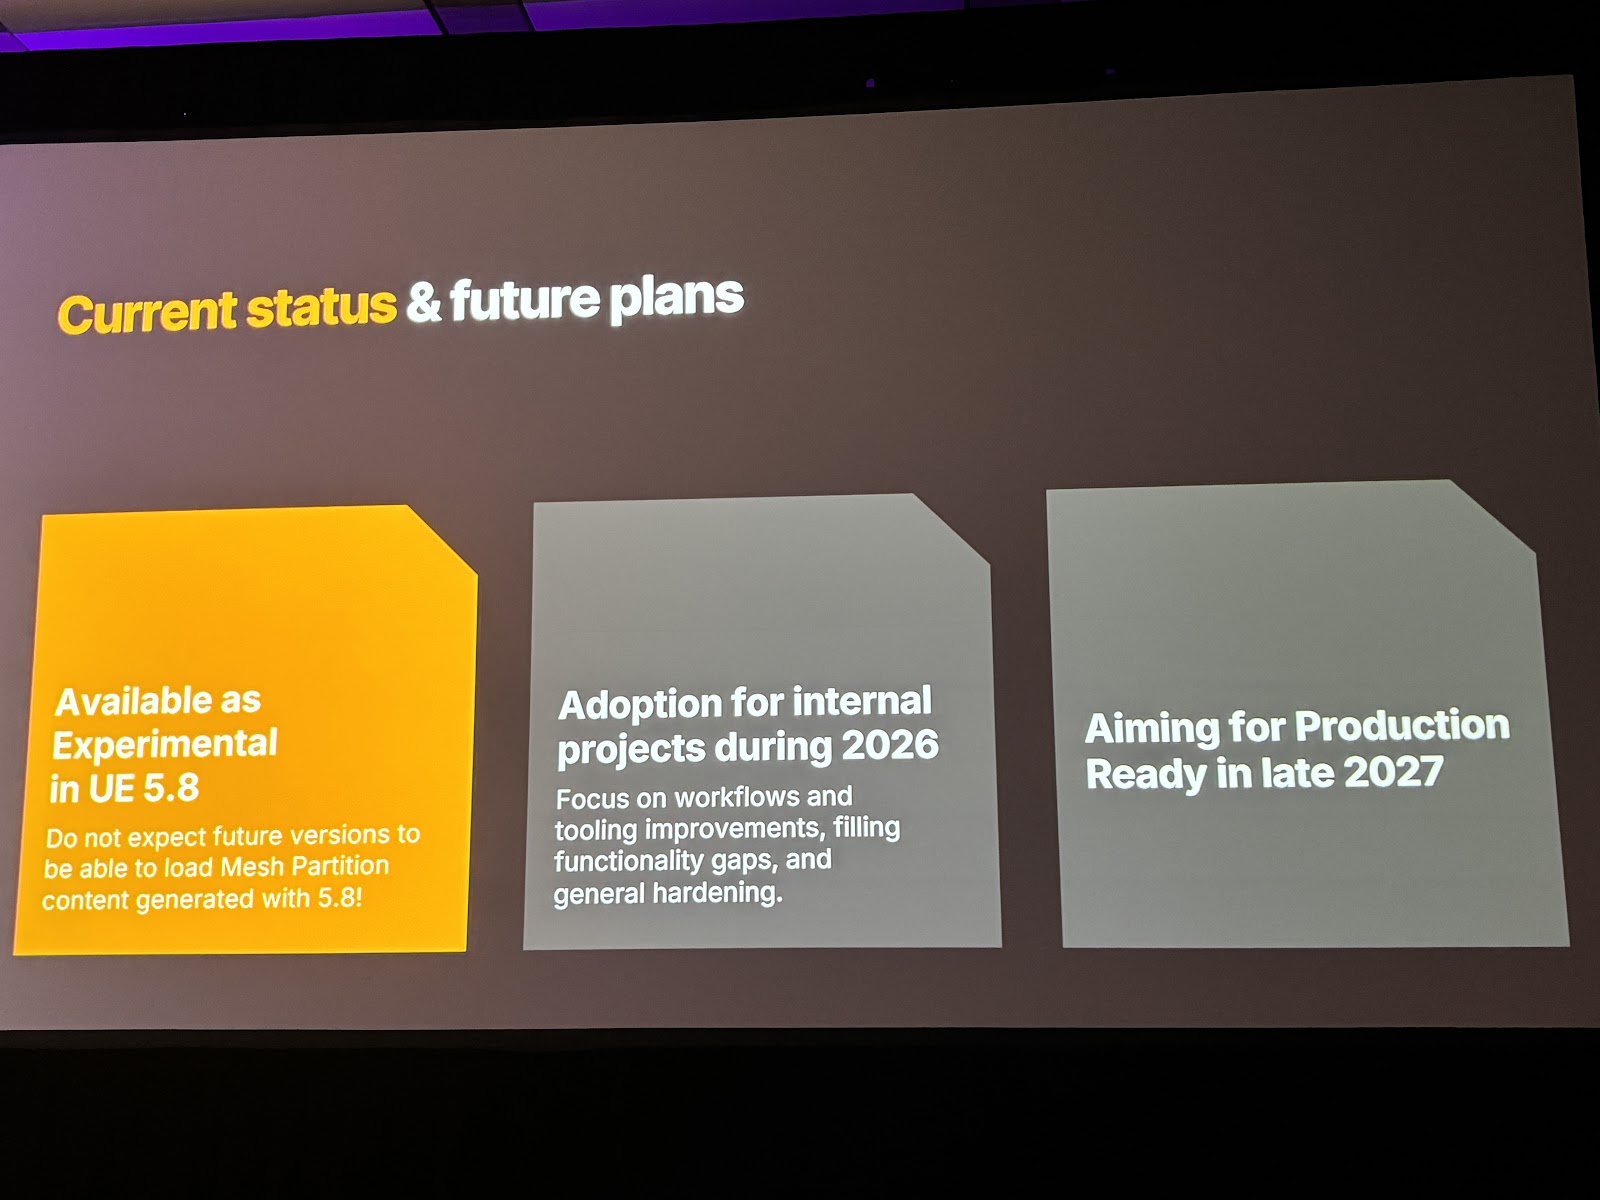 Current status & future plans
Available as
Experimental
in UE 5.8
Do not expect future versions to
be able to load Mesh Partition
content generated with 5.8!
Adoption for internal
projects during 2026
Focus on workflows and
tooling improvements, filling
functionality gaps, and
general hardening.
Aiming for Production
Ready in late 2027